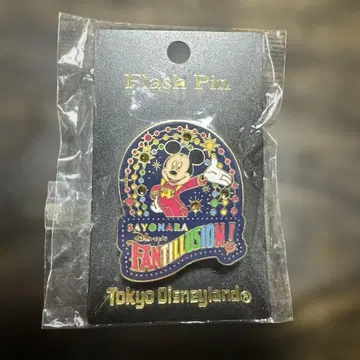 Flash Pin
SAYONARA
Disney's
FANTILLUSION!
Tokyo Disneyland®